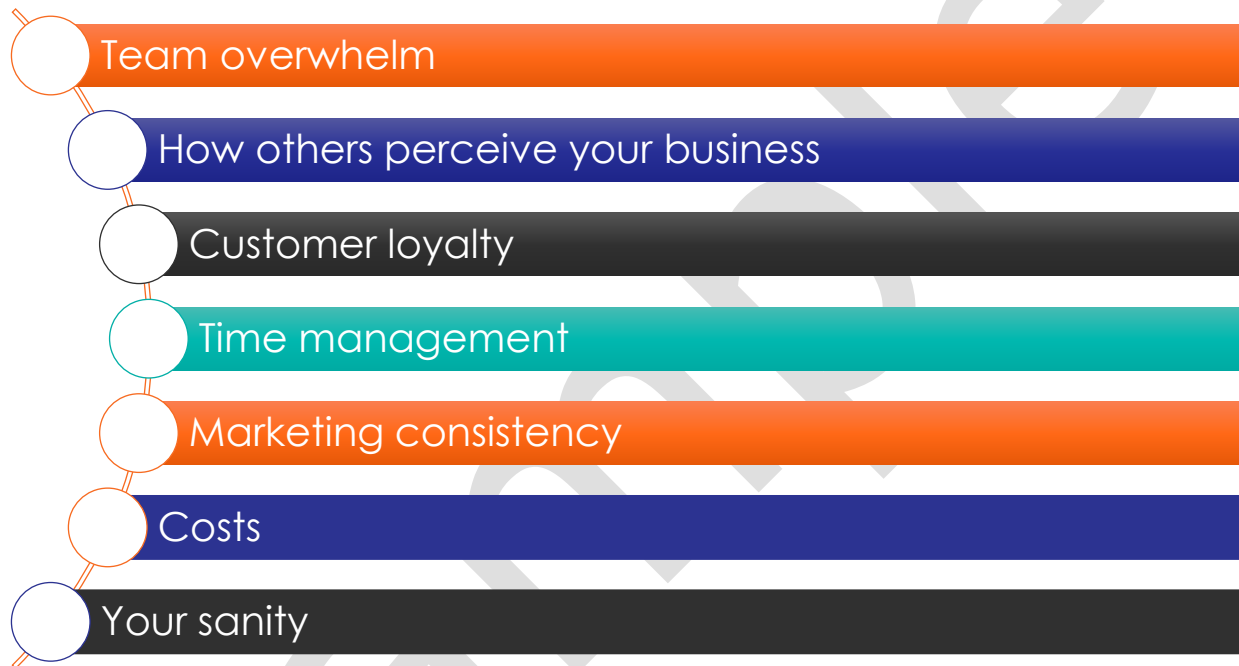 Team overwhelm
How others perceive your business
Customer loyalty
Time management
Marketing consistency
Costs
Your sanity